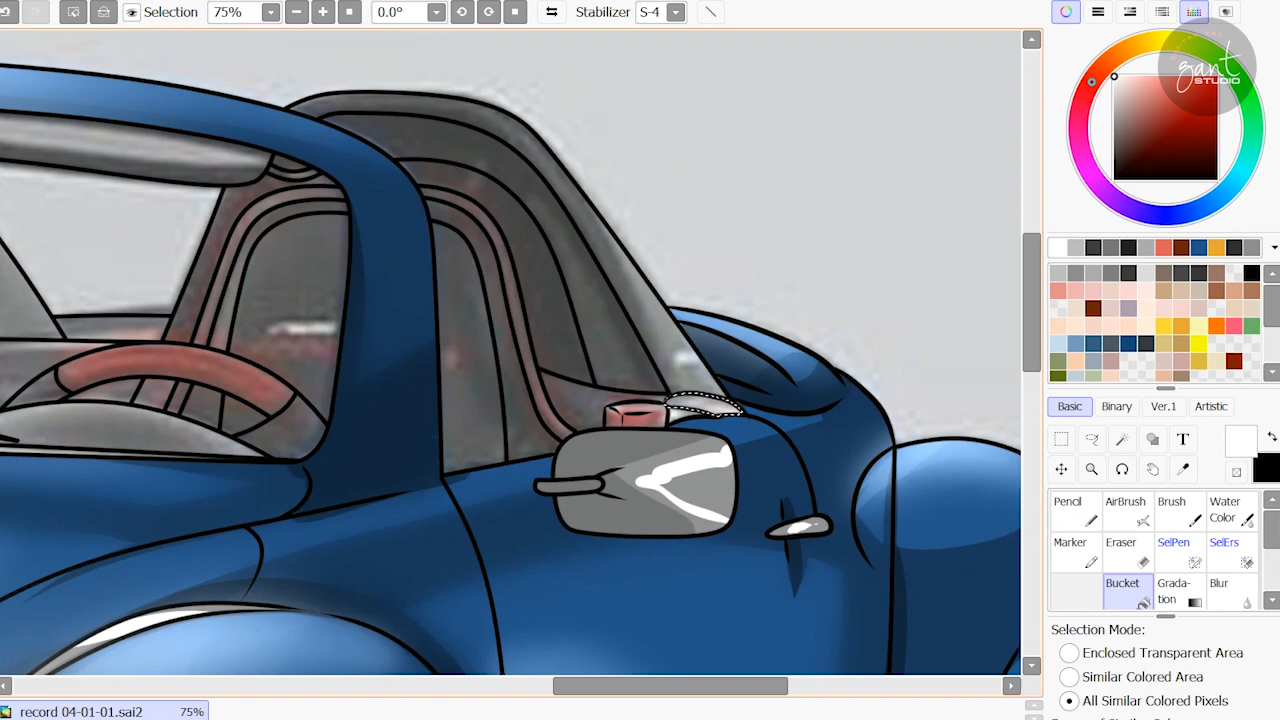 Selection 75% 0.0° Stabilizer S-4
gant
STUDIO
Basic Binary Ver.1 Artistic
T
Pencil AirBrush Brush Water Color
Marker Eraser SelPen SelErs
Bucket Grada-tion Blur
Selection Mode:
Enclosed Transparent Area
Similar Colored Area
All Similar Colored Pixels
record 04-01-01.sai2 75%